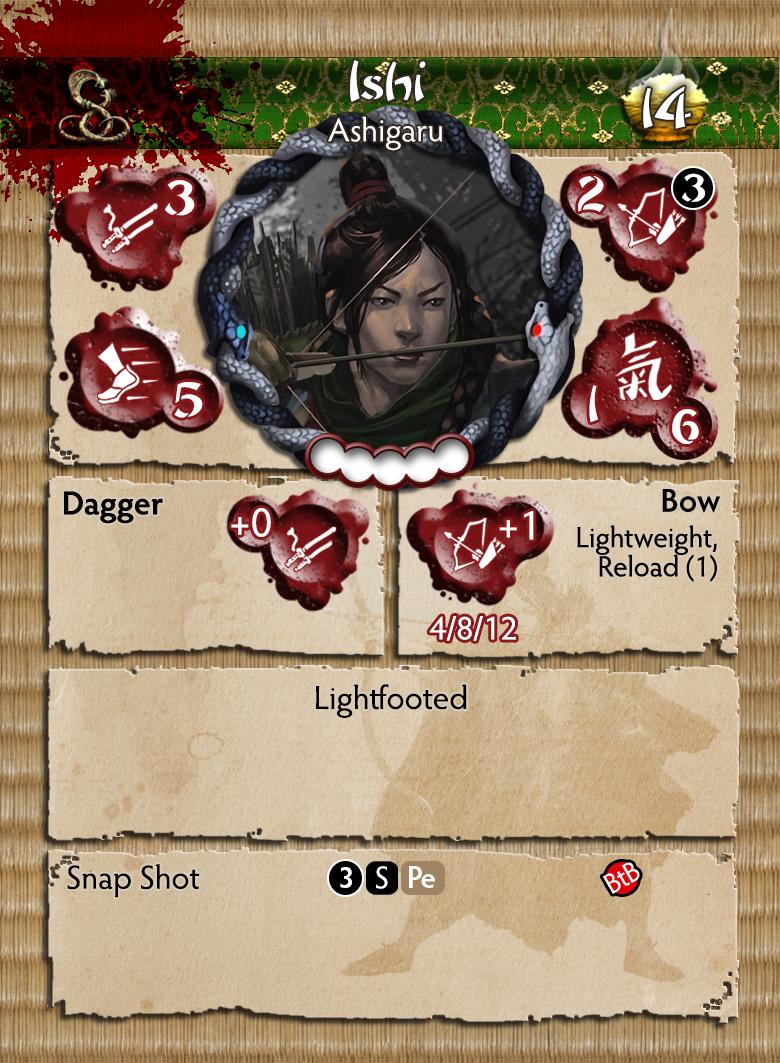 Ishi
14
Ashigaru
3
2 3
5
氣
1 6
Dagger
+0
+1
Bow
Lightweight,
Reload (1)
4/8/12
Lightfooted
Snap Shot 3 S Pe BtB